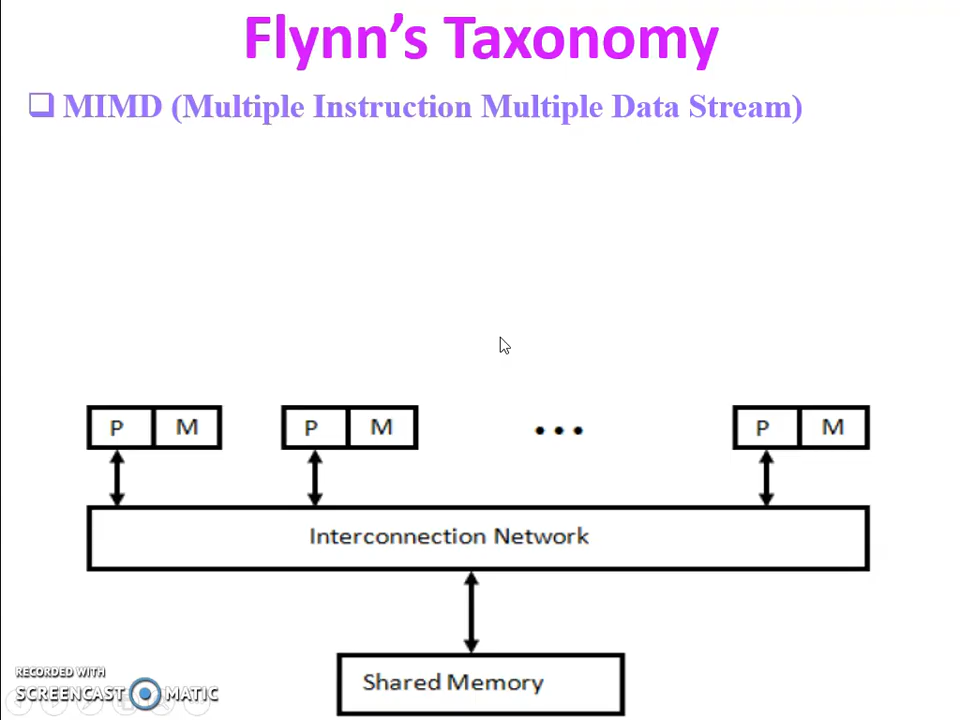 Flynn's Taxonomy
MIMD (Multiple Instruction Multiple Data Stream)
P M P M ... P M
Interconnection Network
Shared Memory
RECORDED WITH
SCREENCAST MATIC